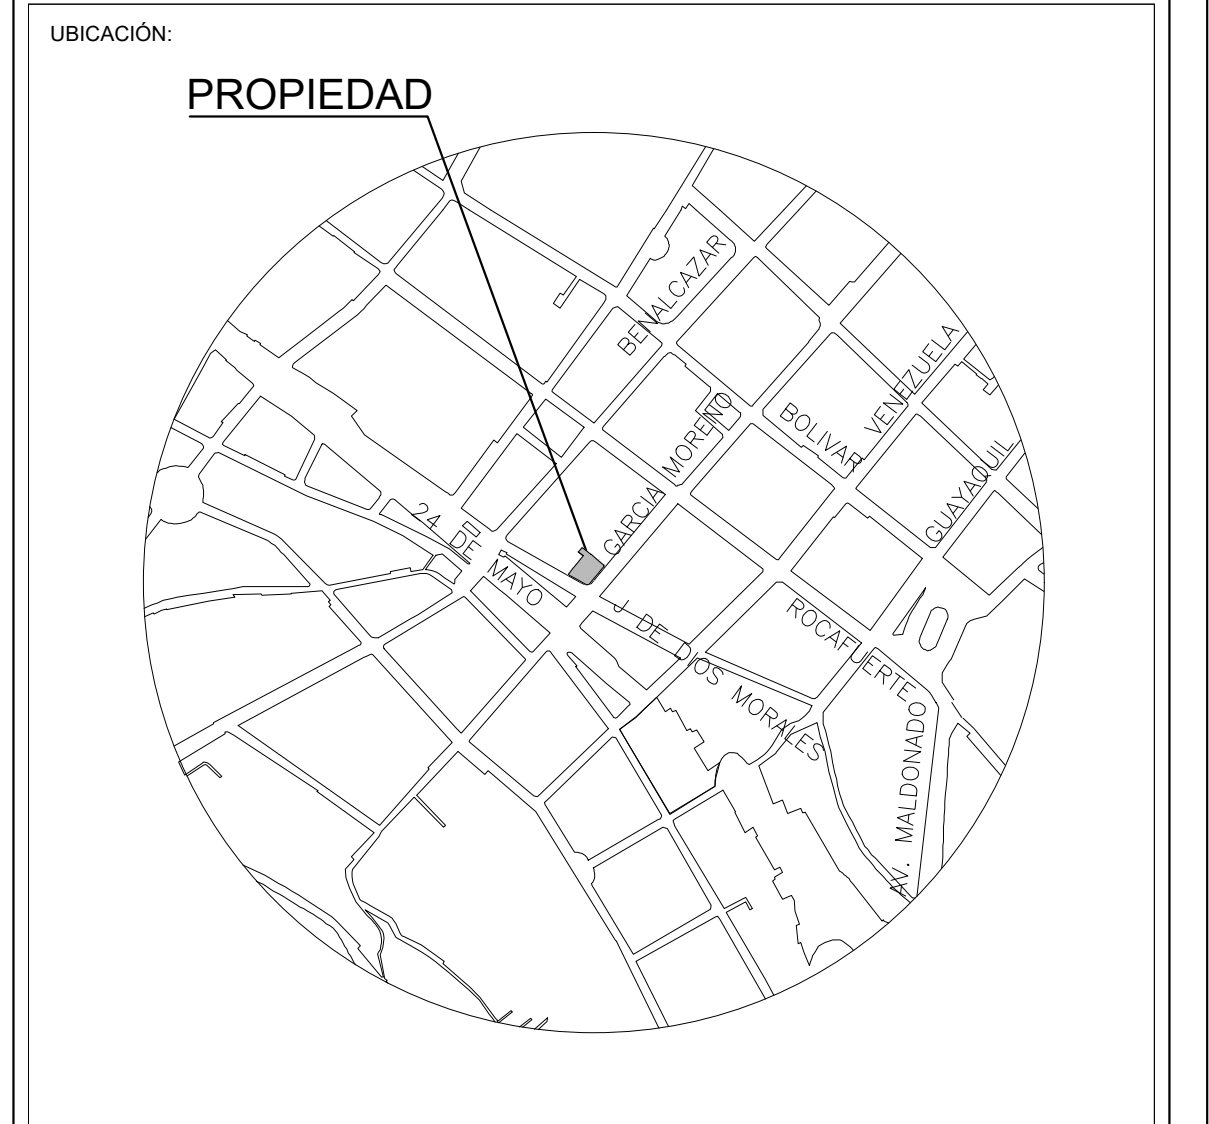 UBICACIÓN:
PROPIEDAD
BENALCAZAR
VENEZUELA
GARCIA MORENO
BOLIVAR
GUAYAQUIL
24 DE MAYO
ROCAFUERTE
J DE DIOS MORALES
AV. MALDONADO